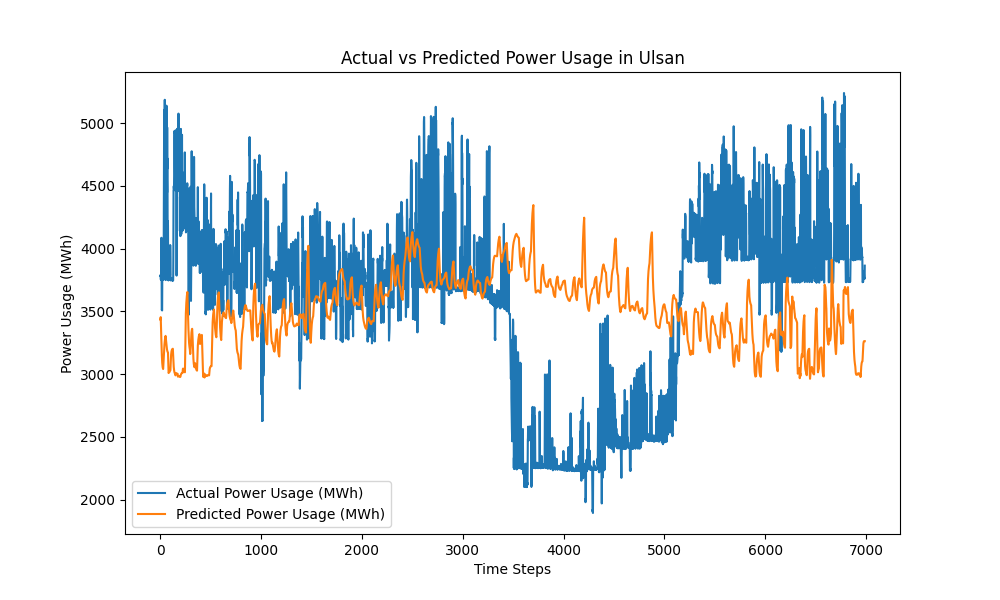 Actual vs Predicted Power Usage in Ulsan
Power Usage (MWh)
5000
4500
4000
3500
3000
2500
2000
Actual Power Usage (MWh)
Predicted Power Usage (MWh)
0 1000 2000 3000 4000 5000 6000 7000
Time Steps